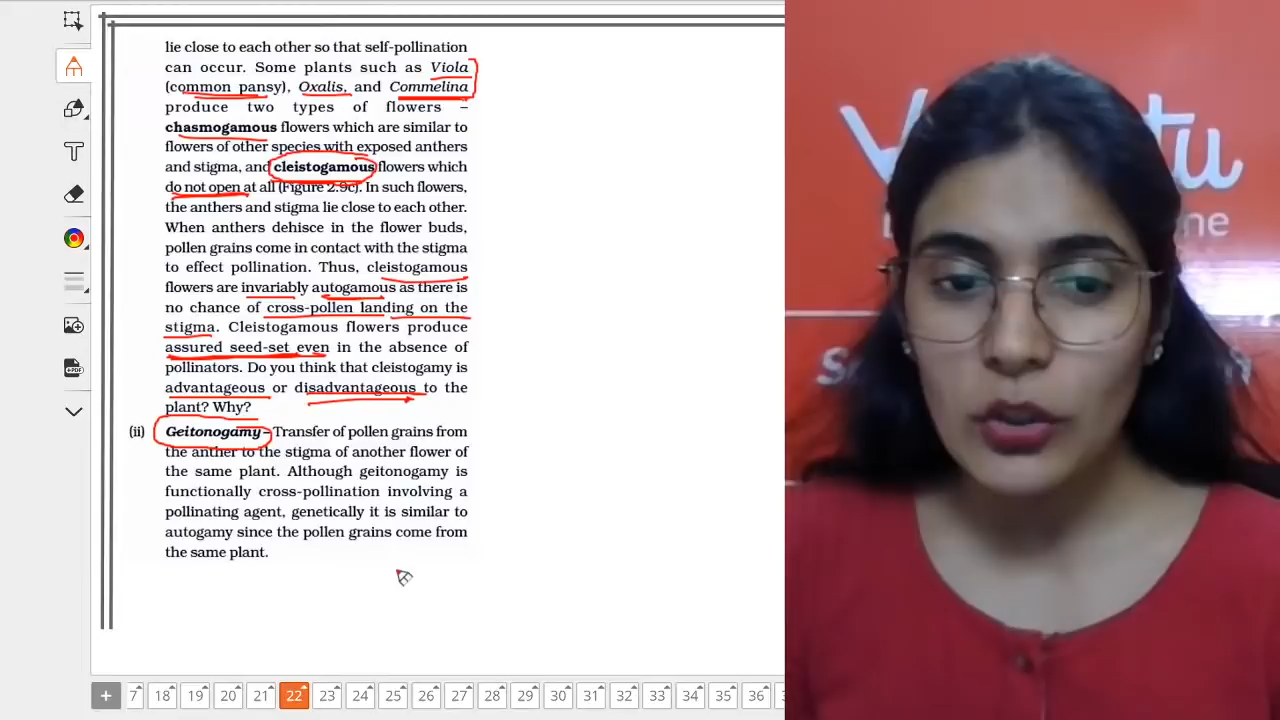 lie close to each other so that self-pollination
can occur. Some plants such as Viola
(common pansy), Oxalis, and Commelina
produce two types of flowers –
chasmogamous flowers which are similar to
flowers of other species with exposed anthers
and stigma, and cleistogamous flowers which
do not open at all (Figure 2.9c). In such flowers,
the anthers and stigma lie close to each other.
When anthers dehisce in the flower buds,
pollen grains come in contact with the stigma
to effect pollination. Thus, cleistogamous
flowers are invariably autogamous as there is
no chance of cross-pollen landing on the
stigma. Cleistogamous flowers produce
assured seed-set even in the absence of
pollinators. Do you think that cleistogamy is
advantageous or disadvantageous to the
plant? Why?
(ii) Geitonogamy – Transfer of pollen grains from
the anther to the stigma of another flower of
the same plant. Although geitonogamy is
functionally cross-pollination involving a
pollinating agent, genetically it is similar to
autogamy since the pollen grains come from
the same plant.
T
PDF
+ 7 18 19 20 21 22 23 24 25 26 27 28 29 30 31 32 33 34 35 36